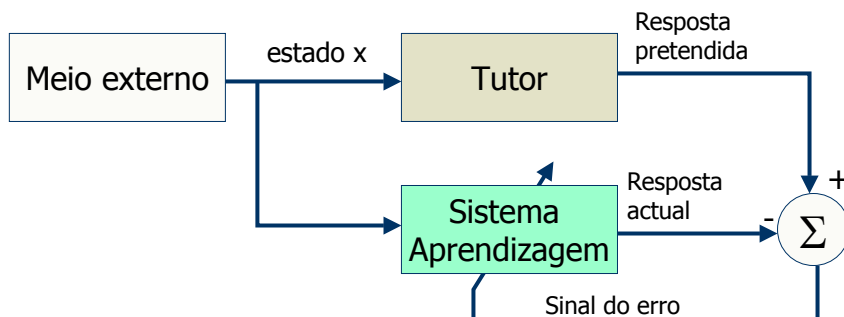 Meio externo
estado x
Tutor
Resposta
pretendida
+
Sistema
Aprendizagem
Resposta
actual
-
Σ
Sinal do erro